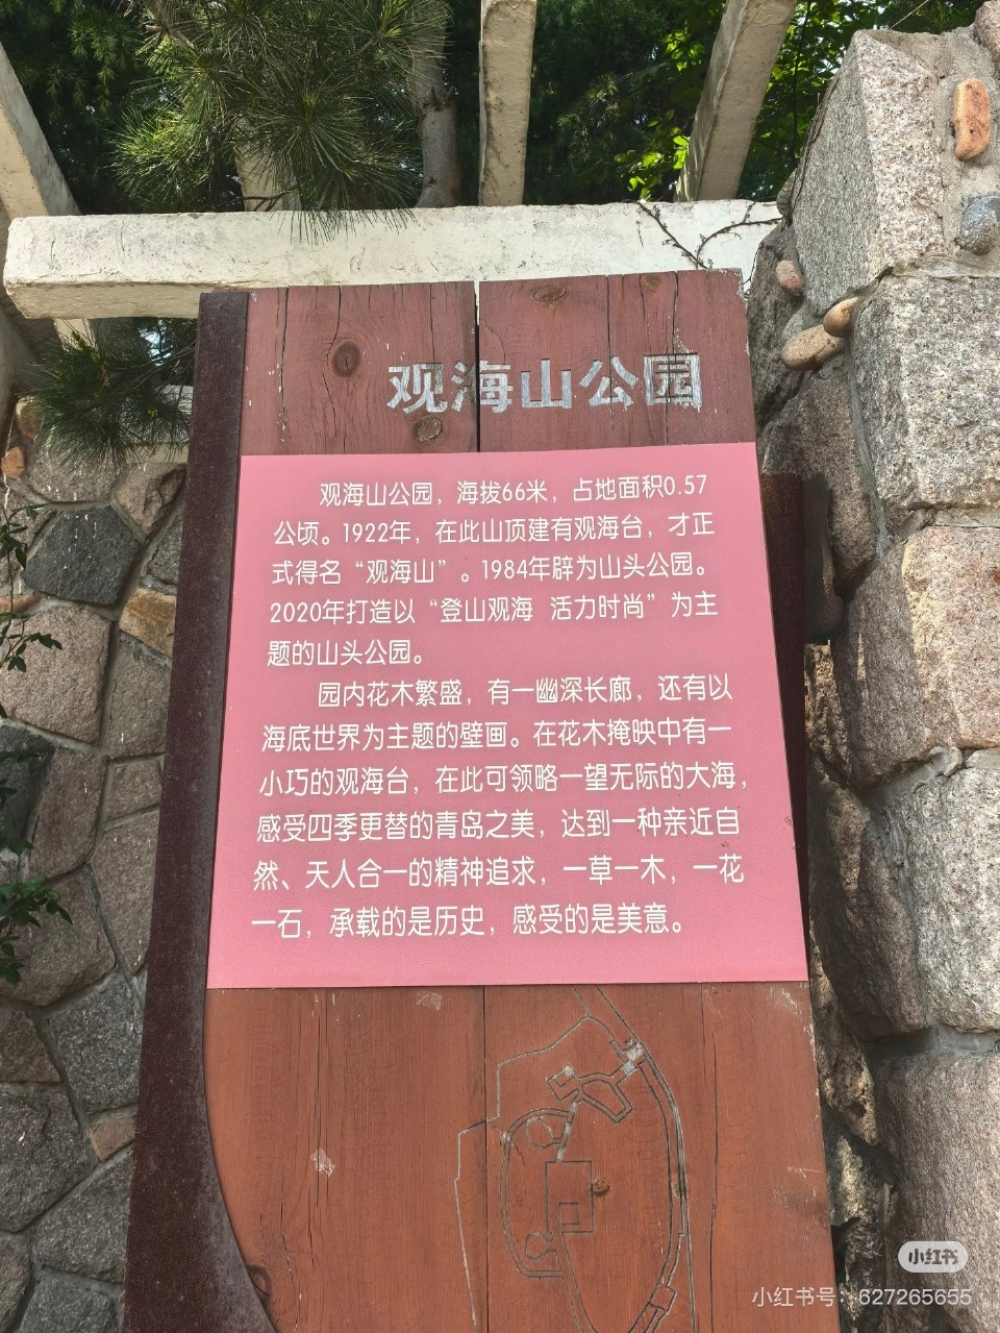 观海山公园
观海山公园，海拔66米，占地面积0.57
公顷。1922年，在此山顶建有观海台，才正
式得名“观海山”。1984年辟为山头公园。
2020年打造以“登山观海 活力时尚”为主
题的山头公园。
园内花木繁盛，有一幽深长廊，还有以
海底世界为主题的壁画。在花木掩映中有一
小巧的观海台，在此可领略一望无际的大海，
感受四季更替的青岛之美，达到一种亲近自
然、天人合一的精神追求，一草一木，一花
一石，承载的是历史，感受的是美意。
小红书
小红书号：627265655